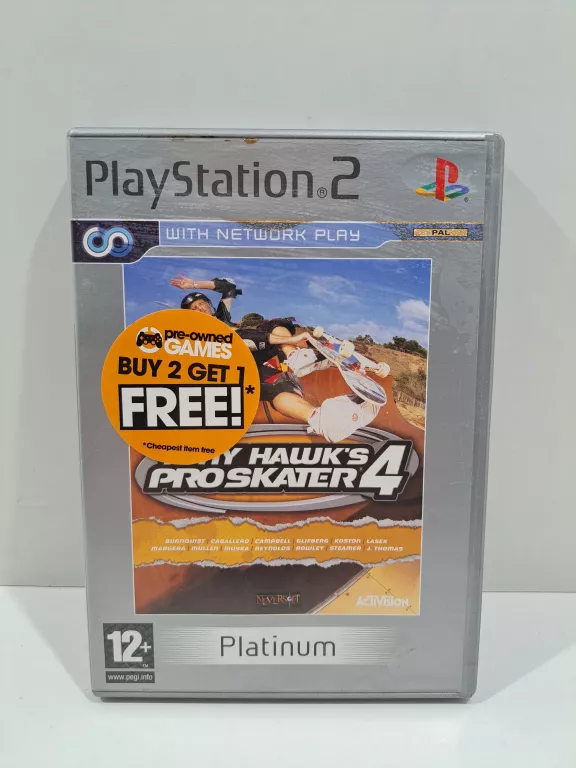 PlayStation®2
WITH NETWORK PLAY
PAL
pre-owned
GAMES
BUY 2 GET 1
FREE!*
*Cheapest item free
HAWK'S
PROSKATER 4
BURNQUIST CABALLERO CAMPBELL GLIFBERG KOSTON LASEK
MARGERA MULLEN MUSKA REYNOLDS ROWLEY STEAMER J. THOMAS
NEVERSOFT
ACTIVISION
12+
www.pegi.info
Platinum